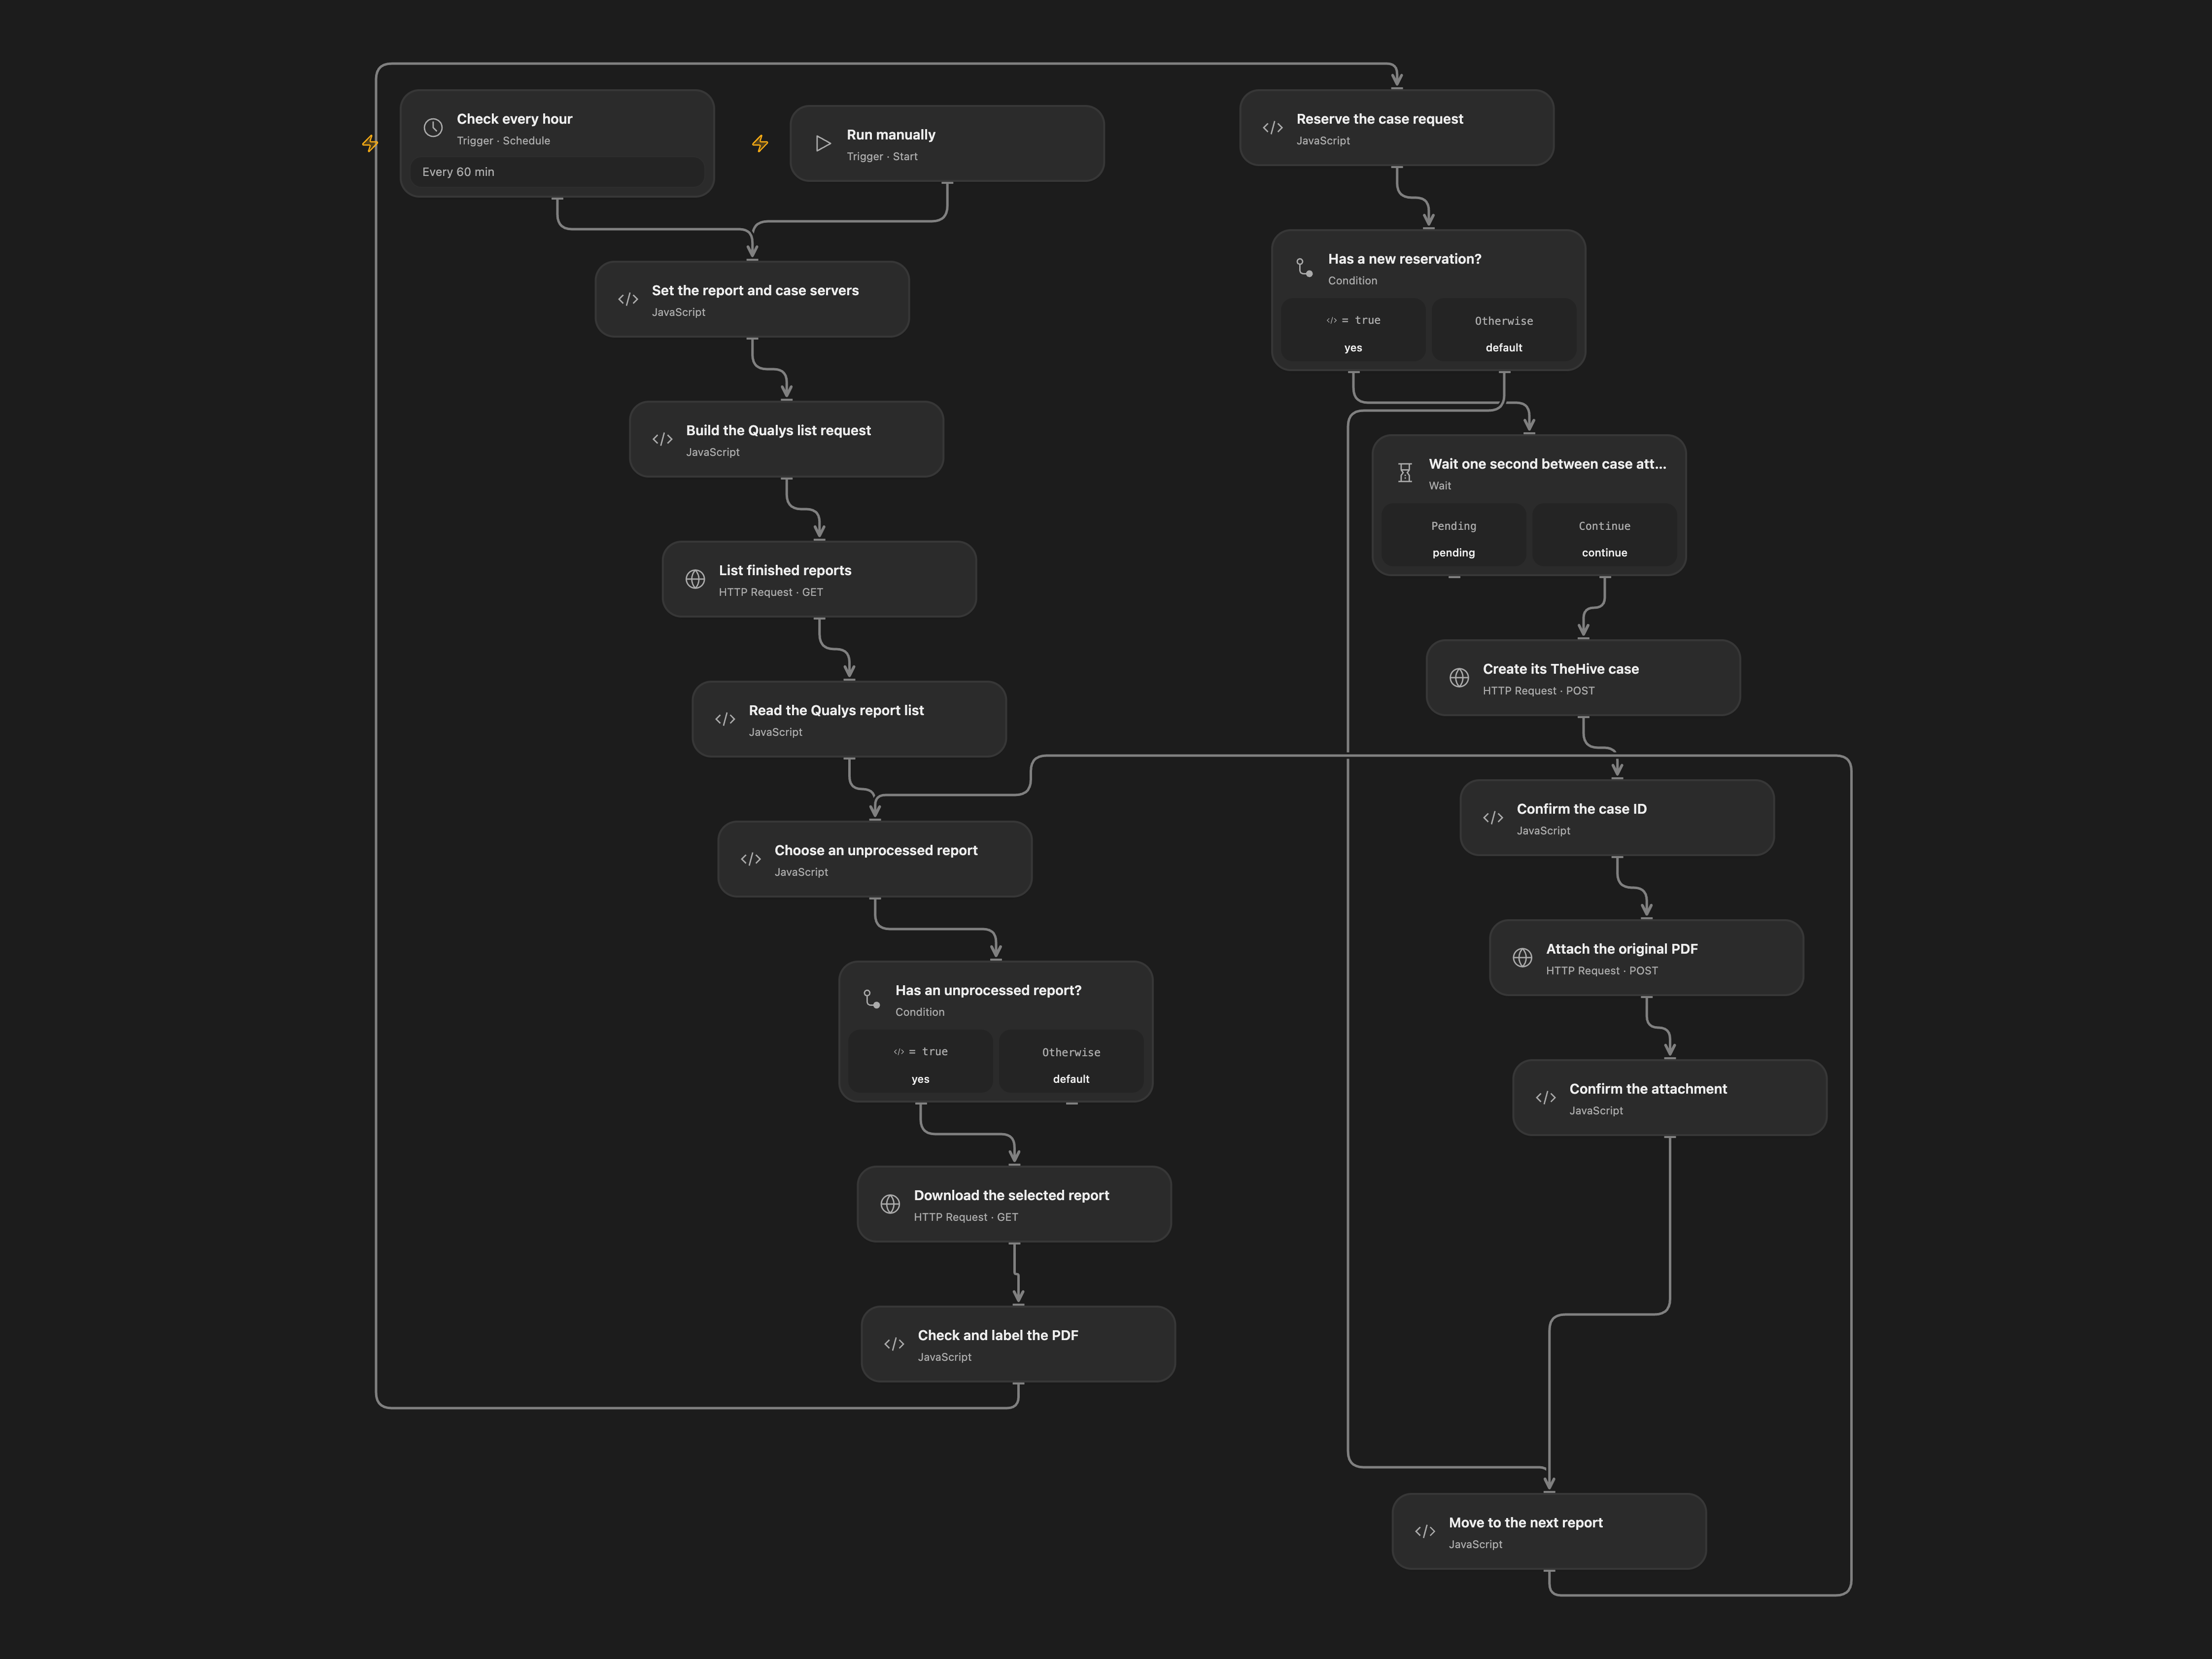 Check every hour
Trigger · Schedule
Every 60 min
Run manually
Trigger · Start
Set the report and case servers
JavaScript
Build the Qualys list request
JavaScript
List finished reports
HTTP Request · GET
Read the Qualys report list
JavaScript
Choose an unprocessed report
JavaScript
Has an unprocessed report?
Condition
</> = true
yes
Otherwise
default
Download the selected report
HTTP Request · GET
Check and label the PDF
JavaScript
Reserve the case request
JavaScript
Has a new reservation?
Condition
</> = true
yes
Otherwise
default
Wait one second between case att...
Wait
Pending
pending
Continue
continue
Create its TheHive case
HTTP Request · POST
Confirm the case ID
JavaScript
Attach the original PDF
HTTP Request · POST
Confirm the attachment
JavaScript
Move to the next report
JavaScript